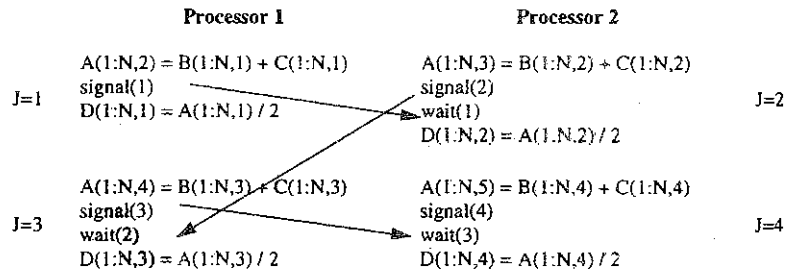 Processor 1
Processor 2
J=1
A(1:N,2) = B(1:N,1) + C(1:N,1)
signal(1)
D(1:N,1) = A(1:N,1) / 2
A(1:N,3) = B(1:N,2) + C(1:N,2)
signal(2)
wait(1)
D(1:N,2) = A(1.N.2) / 2
J=2
J=3
A(1:N,4) = B(1:N,3) + C(1:N,3)
signal(3)
wait(2)
D(1:N,3) = A(1:N,3) / 2
A(1:N,5) = B(1:N,4) + C(1:N,4)
signal(4)
wait(3)
D(1:N,4) = A(1:N,4) / 2
J=4